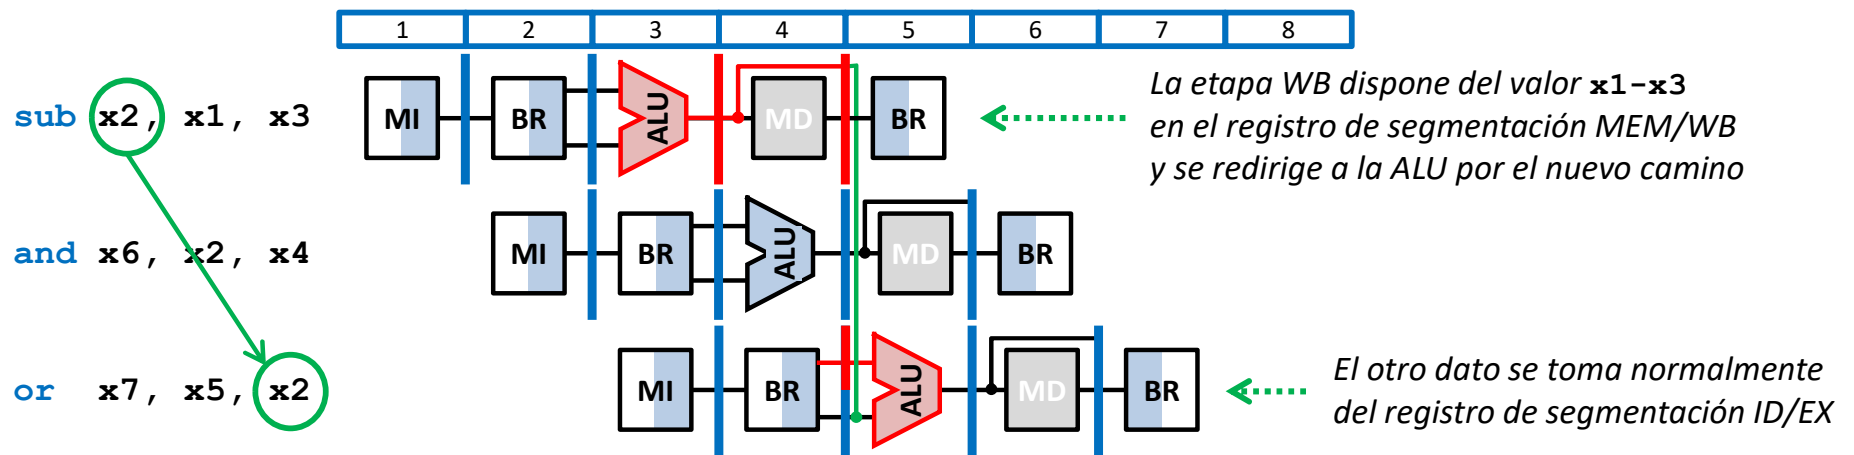 1 2 3 4 5 6 7 8
sub x2, x1, x3
MI BR ALU MD BR
La etapa WB dispone del valor x1-x3
en el registro de segmentación MEM/WB
y se redirige a la ALU por el nuevo camino
and x6, x2, x4
MI BR ALU MD BR
or x7, x5, x2
MI BR ALU MD BR
El otro dato se toma normalmente
del registro de segmentación ID/EX